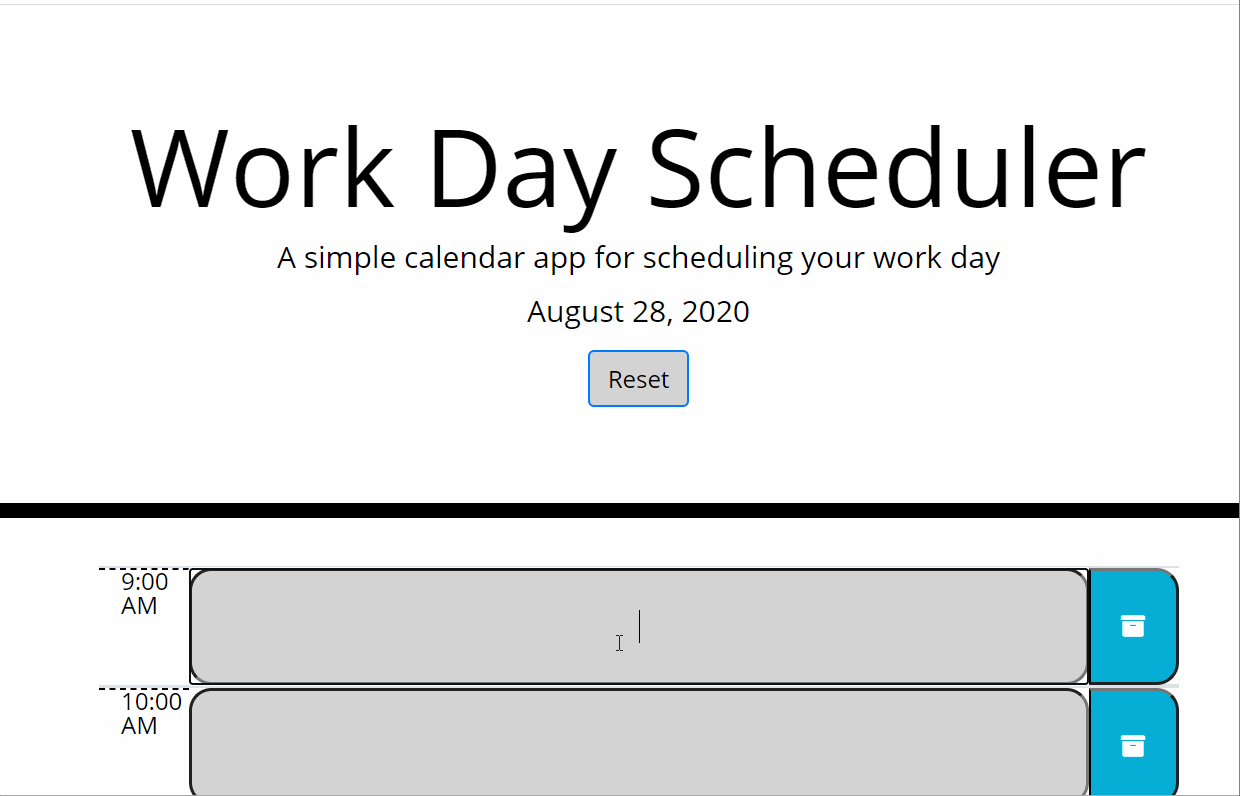 Work Day Scheduler
A simple calendar app for scheduling your work day
August 28, 2020
Reset
9:00
AM
10:00
AM